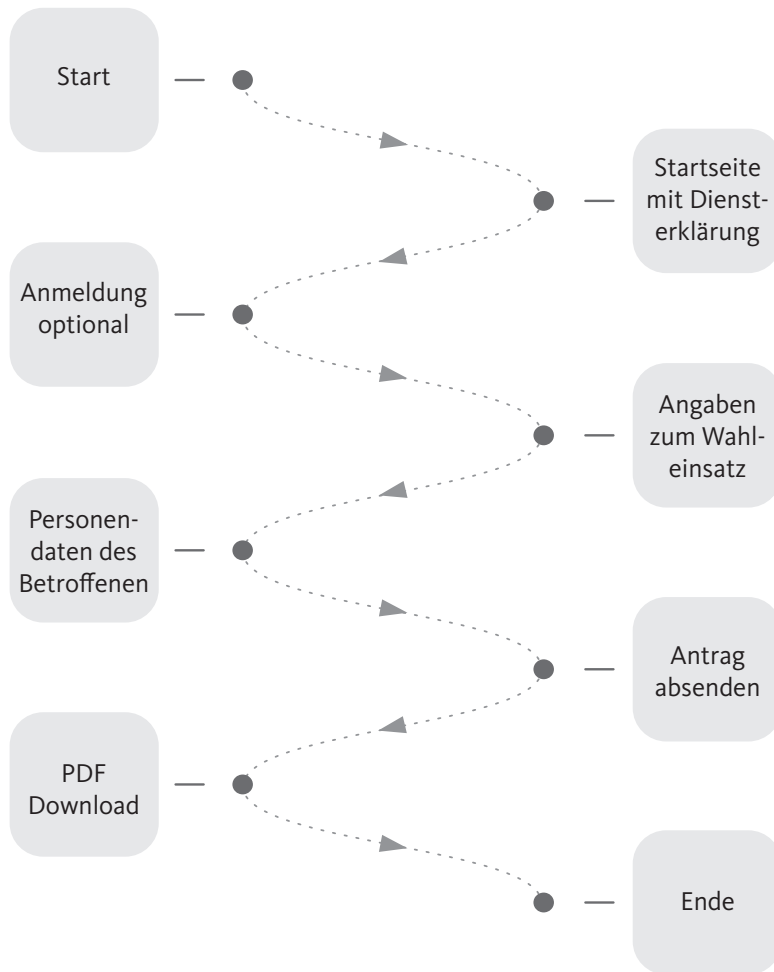 Start
Startseite
mit Dienst-
erklärung
Anmeldung
optional
Angaben
zum Wahl-
einsatz
Personen-
daten des
Betroffenen
Antrag
absenden
PDF
Download
Ende